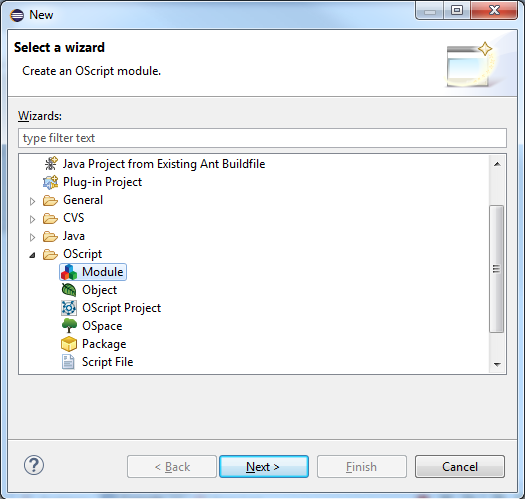 New
Select a wizard
Create an OScript module.
Wizards:
type filter text
Java Project from Existing Ant Buildfile
Plug-in Project
General
CVS
Java
OScript
Module
Object
OScript Project
OSpace
Package
Script File
?
< Back
Next >
Finish
Cancel